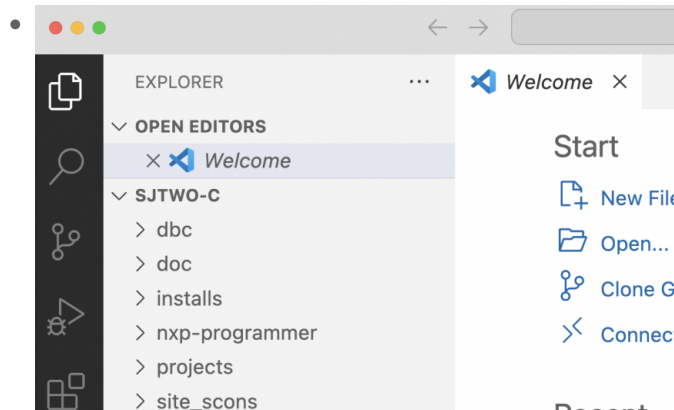 EXPLORER
Welcome
OPEN EDITORS
Welcome
SJTWO-C
dbc
doc
installs
nxp-programmer
projects
site_scons
Start
New File
Open...
Clone G
Connect
Recent